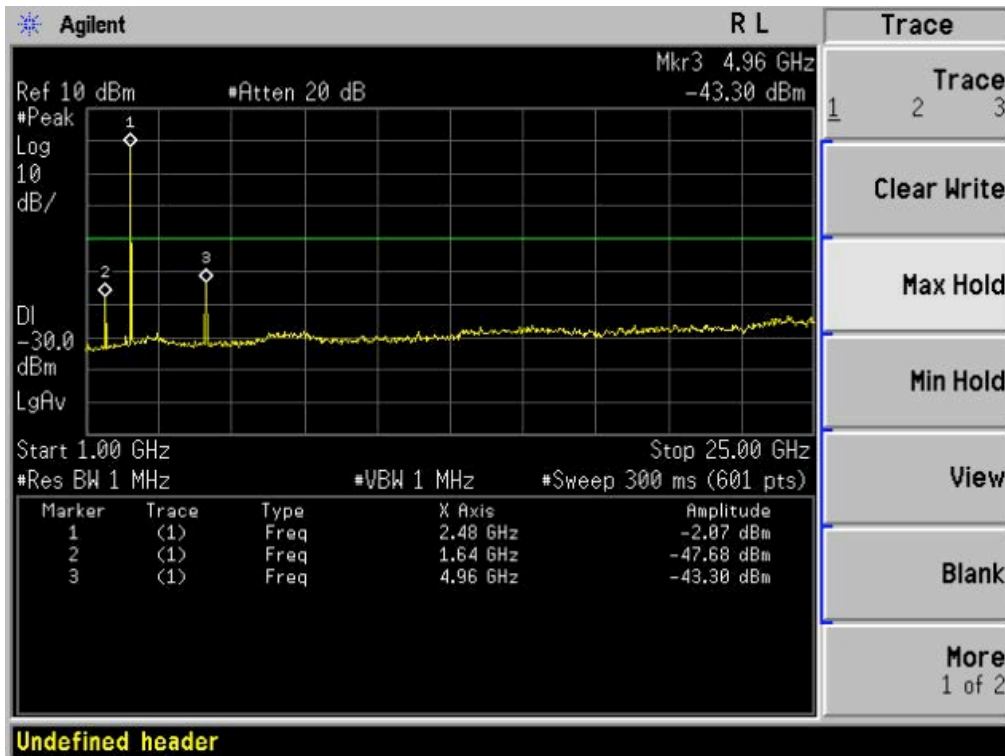 Agilent
R L
Trace
Mkr3 4.96 GHz
Ref 10 dBm #Atten 20 dB -43.30 dBm
#Peak
Log
10
dB/
1
2
3
DI
-30.0
dBm
LgAv
Start 1.00 GHz Stop 25.00 GHz
#Res BW 1 MHz #VBW 1 MHz #Sweep 300 ms (601 pts)
Marker Trace Type X Axis Amplitude
1 (1) Freq 2.48 GHz -2.07 dBm
2 (1) Freq 1.64 GHz -47.68 dBm
3 (1) Freq 4.96 GHz -43.30 dBm
Trace
1 2 3
Clear Write
Max Hold
Min Hold
View
Blank
More
1 of 2
Undefined header